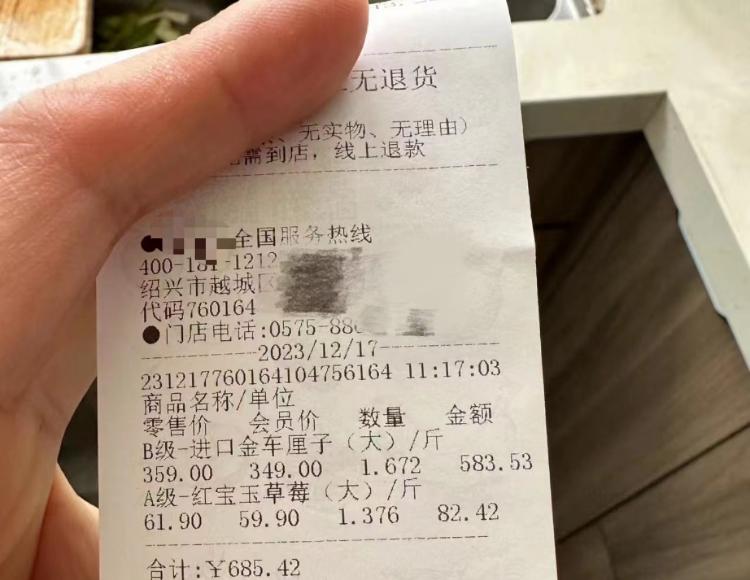 无退货
、无实物、无理由）
需到店，线上退款
全国服务热线
400-181-1212
绍兴市越城区
代码760164
●门店电话:0575-88
2023/12/17
231217760164104756164 11:17:03
商品名称/单位
零售价 会员价 数量 金额
B级-进口金车厘子（大）/斤
359.00 349.00 1.672 583.53
A级-红宝玉草莓（大）/斤
61.90 59.90 1.376 82.42
合计:￥685.42